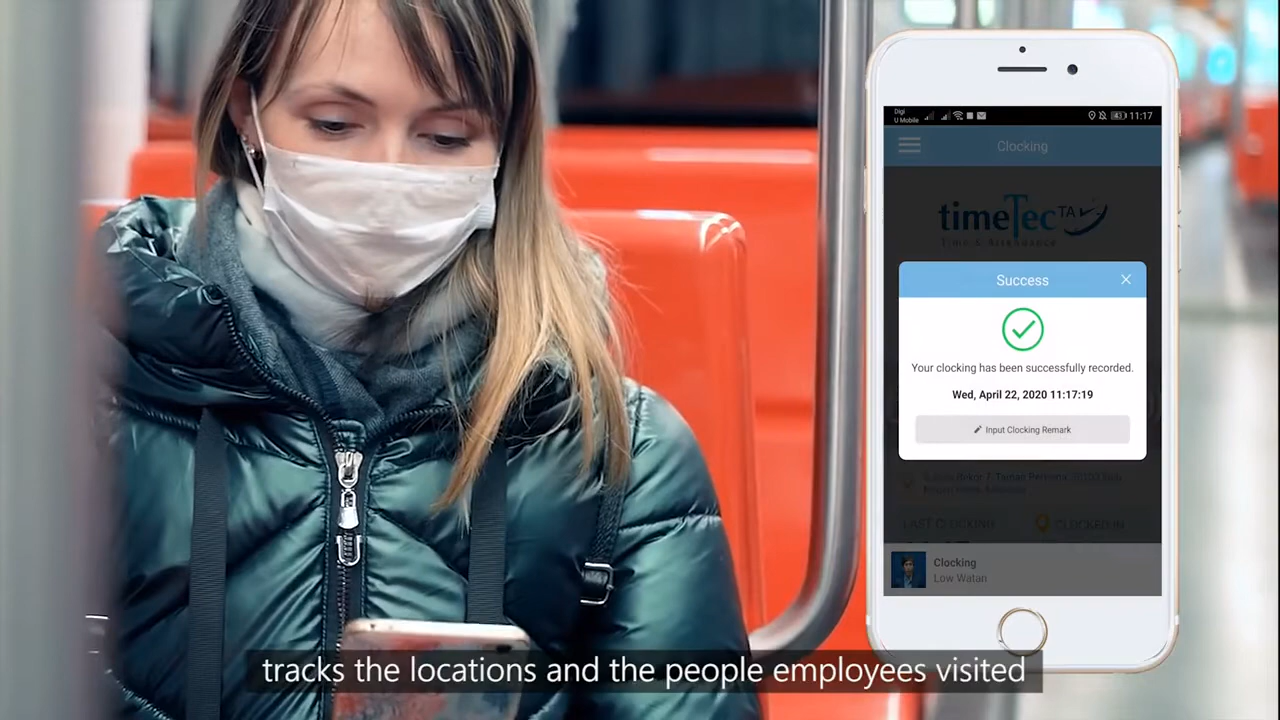 Digi
U Mobile
11:17
Clocking
timeTec TA
Time & Attendance
Success
Your clocking has been successfully recorded.
Wed, April 22, 2020 11:17:19
Input Clocking Remark
LAST CLOCKING
CLOCKED IN
Clocking
Low Watan
tracks the locations and the people employees visited